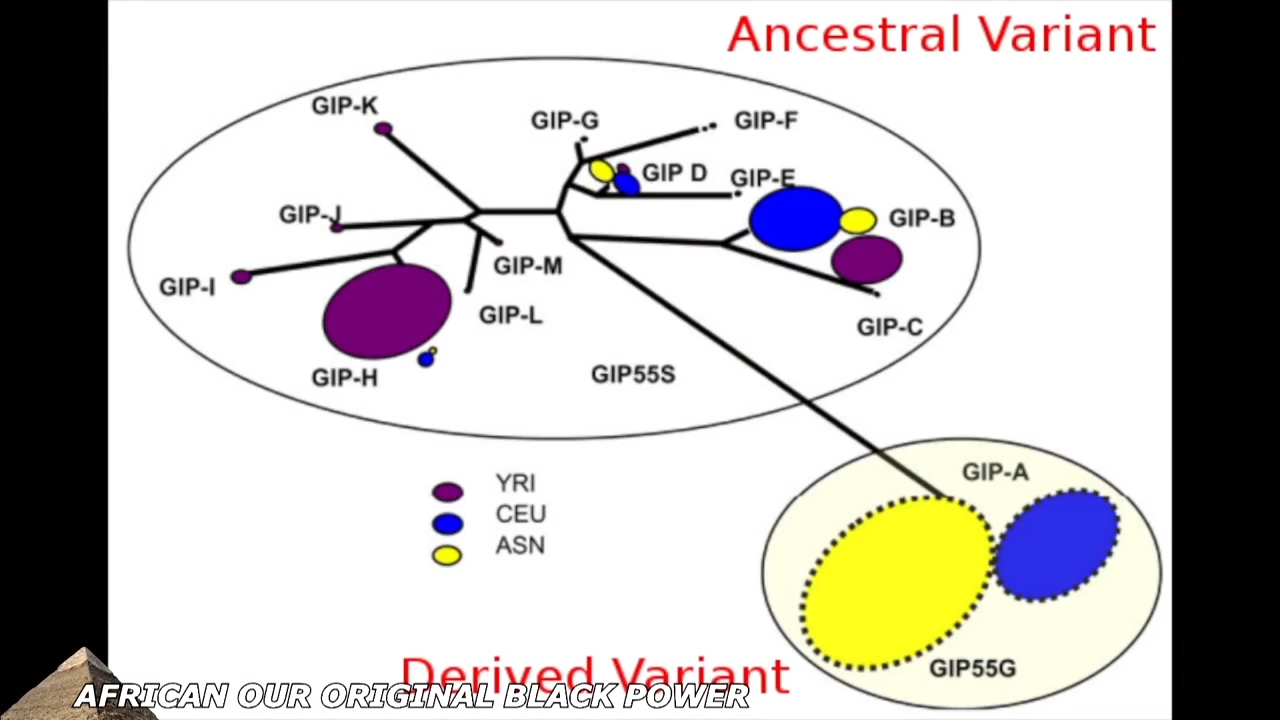 Ancestral Variant
GIP-K
GIP-G
GIP-F
GIP D
GIP-E
GIP-J
GIP-B
GIP-M
GIP-I
GIP-L
GIP-C
GIP-H
GIP55S
GIP-A
YRI
CEU
ASN
GIP55G
Derived Variant
AFRICAN OUR ORIGINAL BLACK POWER